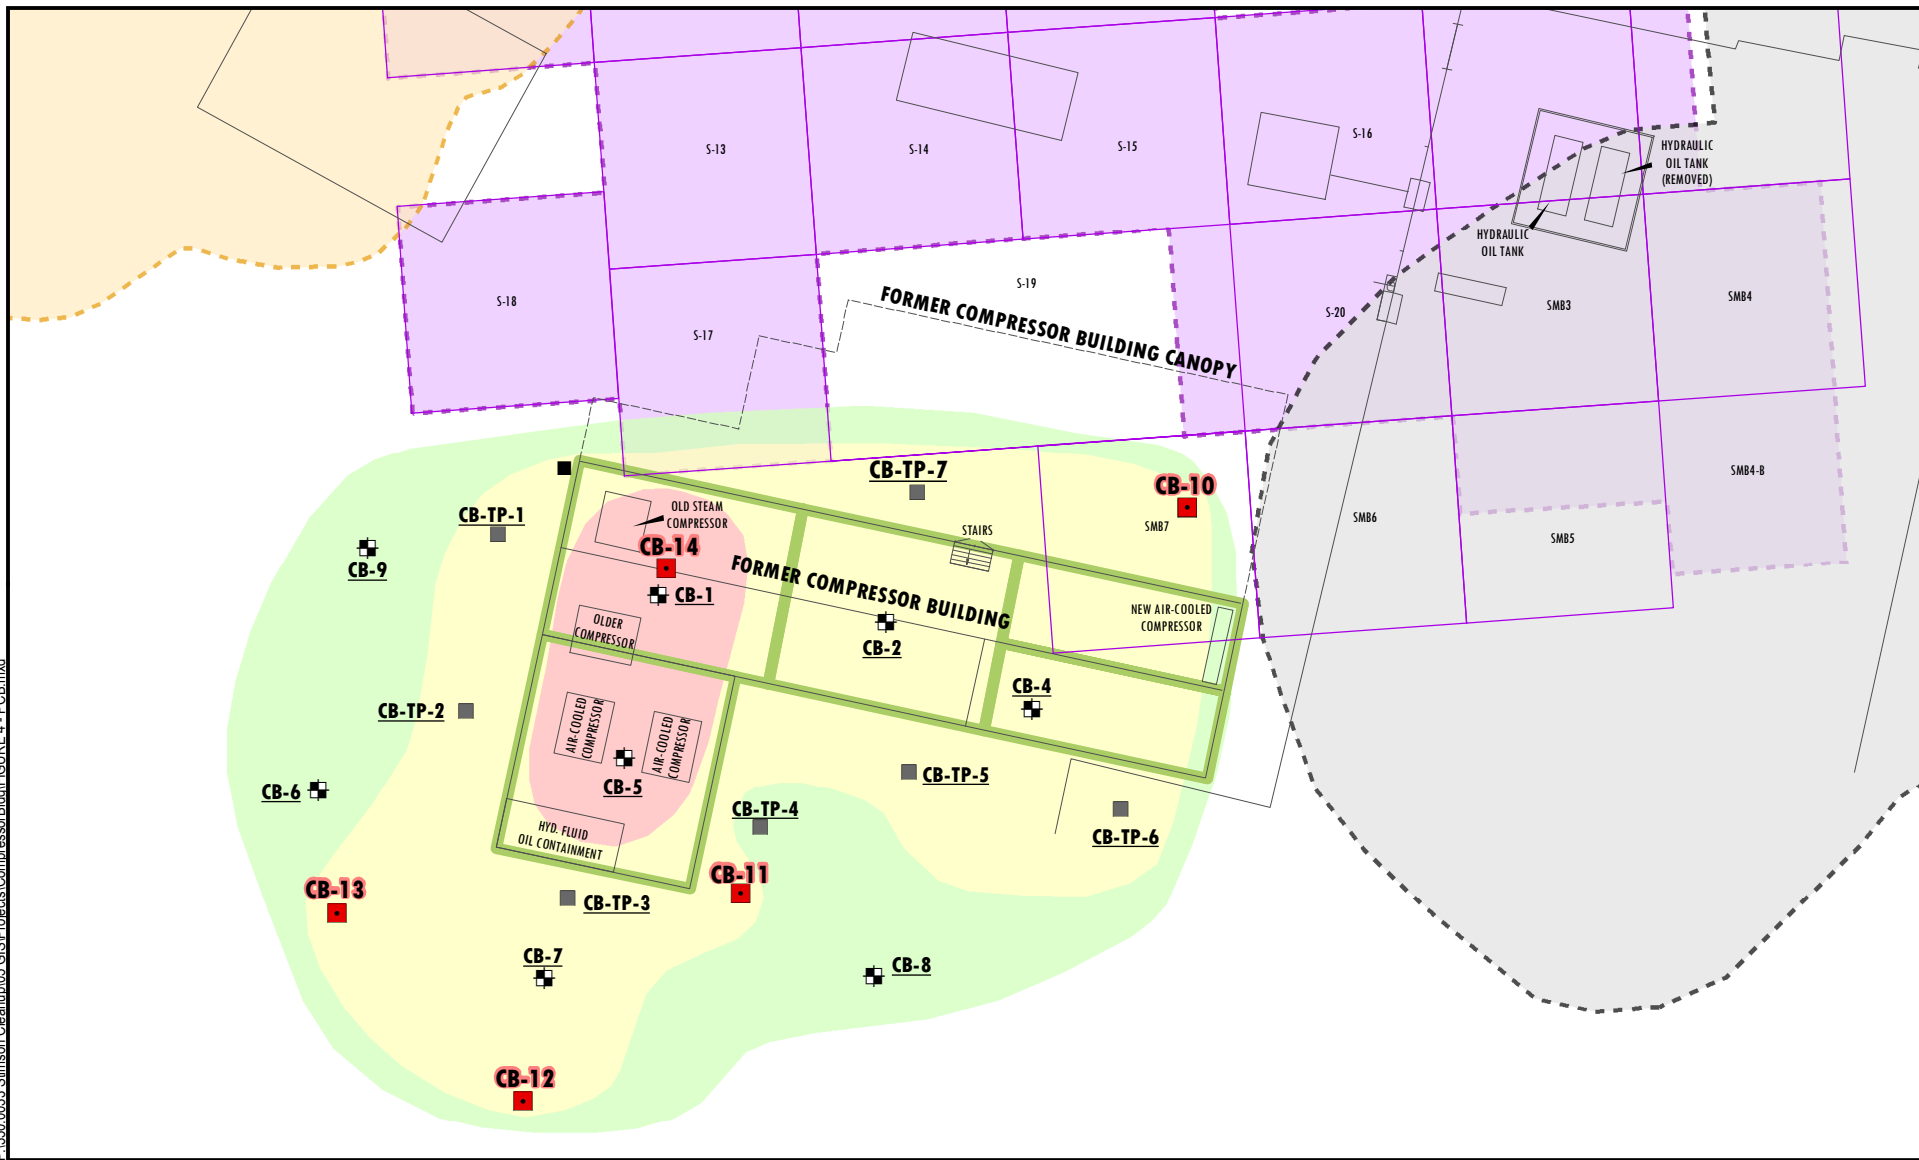 S-13
S-14
S-15
S-16
HYDRAULIC
OIL TANK
(REMOVED)
HYDRAULIC
OIL TANK
S-18
S-17
S-19
S-20
SMB3
SMB4
FORMER COMPRESSOR BUILDING CANOPY
CB-TP-7
CB-10
SMB4-B
CB-TP-1
OLD STEAM
COMPRESSOR
STAIRS
SMB7
SMB6
SMB5
CB-14
CB-9
FORMER COMPRESSOR BUILDING
CB-1
OLDER
COMPRESSOR
CB-2
NEW AIR-COOLED
COMPRESSOR
CB-4
CB-TP-2
AIR-COOLED
COMPRESSOR
AIR-COOLED
COMPRESSOR
CB-5
CB-6
CB-TP-5
CB-TP-4
CB-TP-6
HYD. FLUID
OIL CONTAINMENT
CB-11
CB-13
CB-TP-3
CB-7
CB-8
CB-12